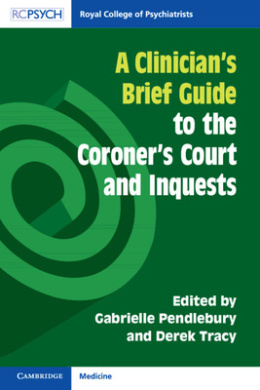 RCPSYCH Royal College of Psychiatrists
A Clinician's
Brief Guide
to the
Coroner's Court
and Inquests
Edited by
Gabrielle Pendlebury
and Derek Tracy
CAMBRIDGE Medicine